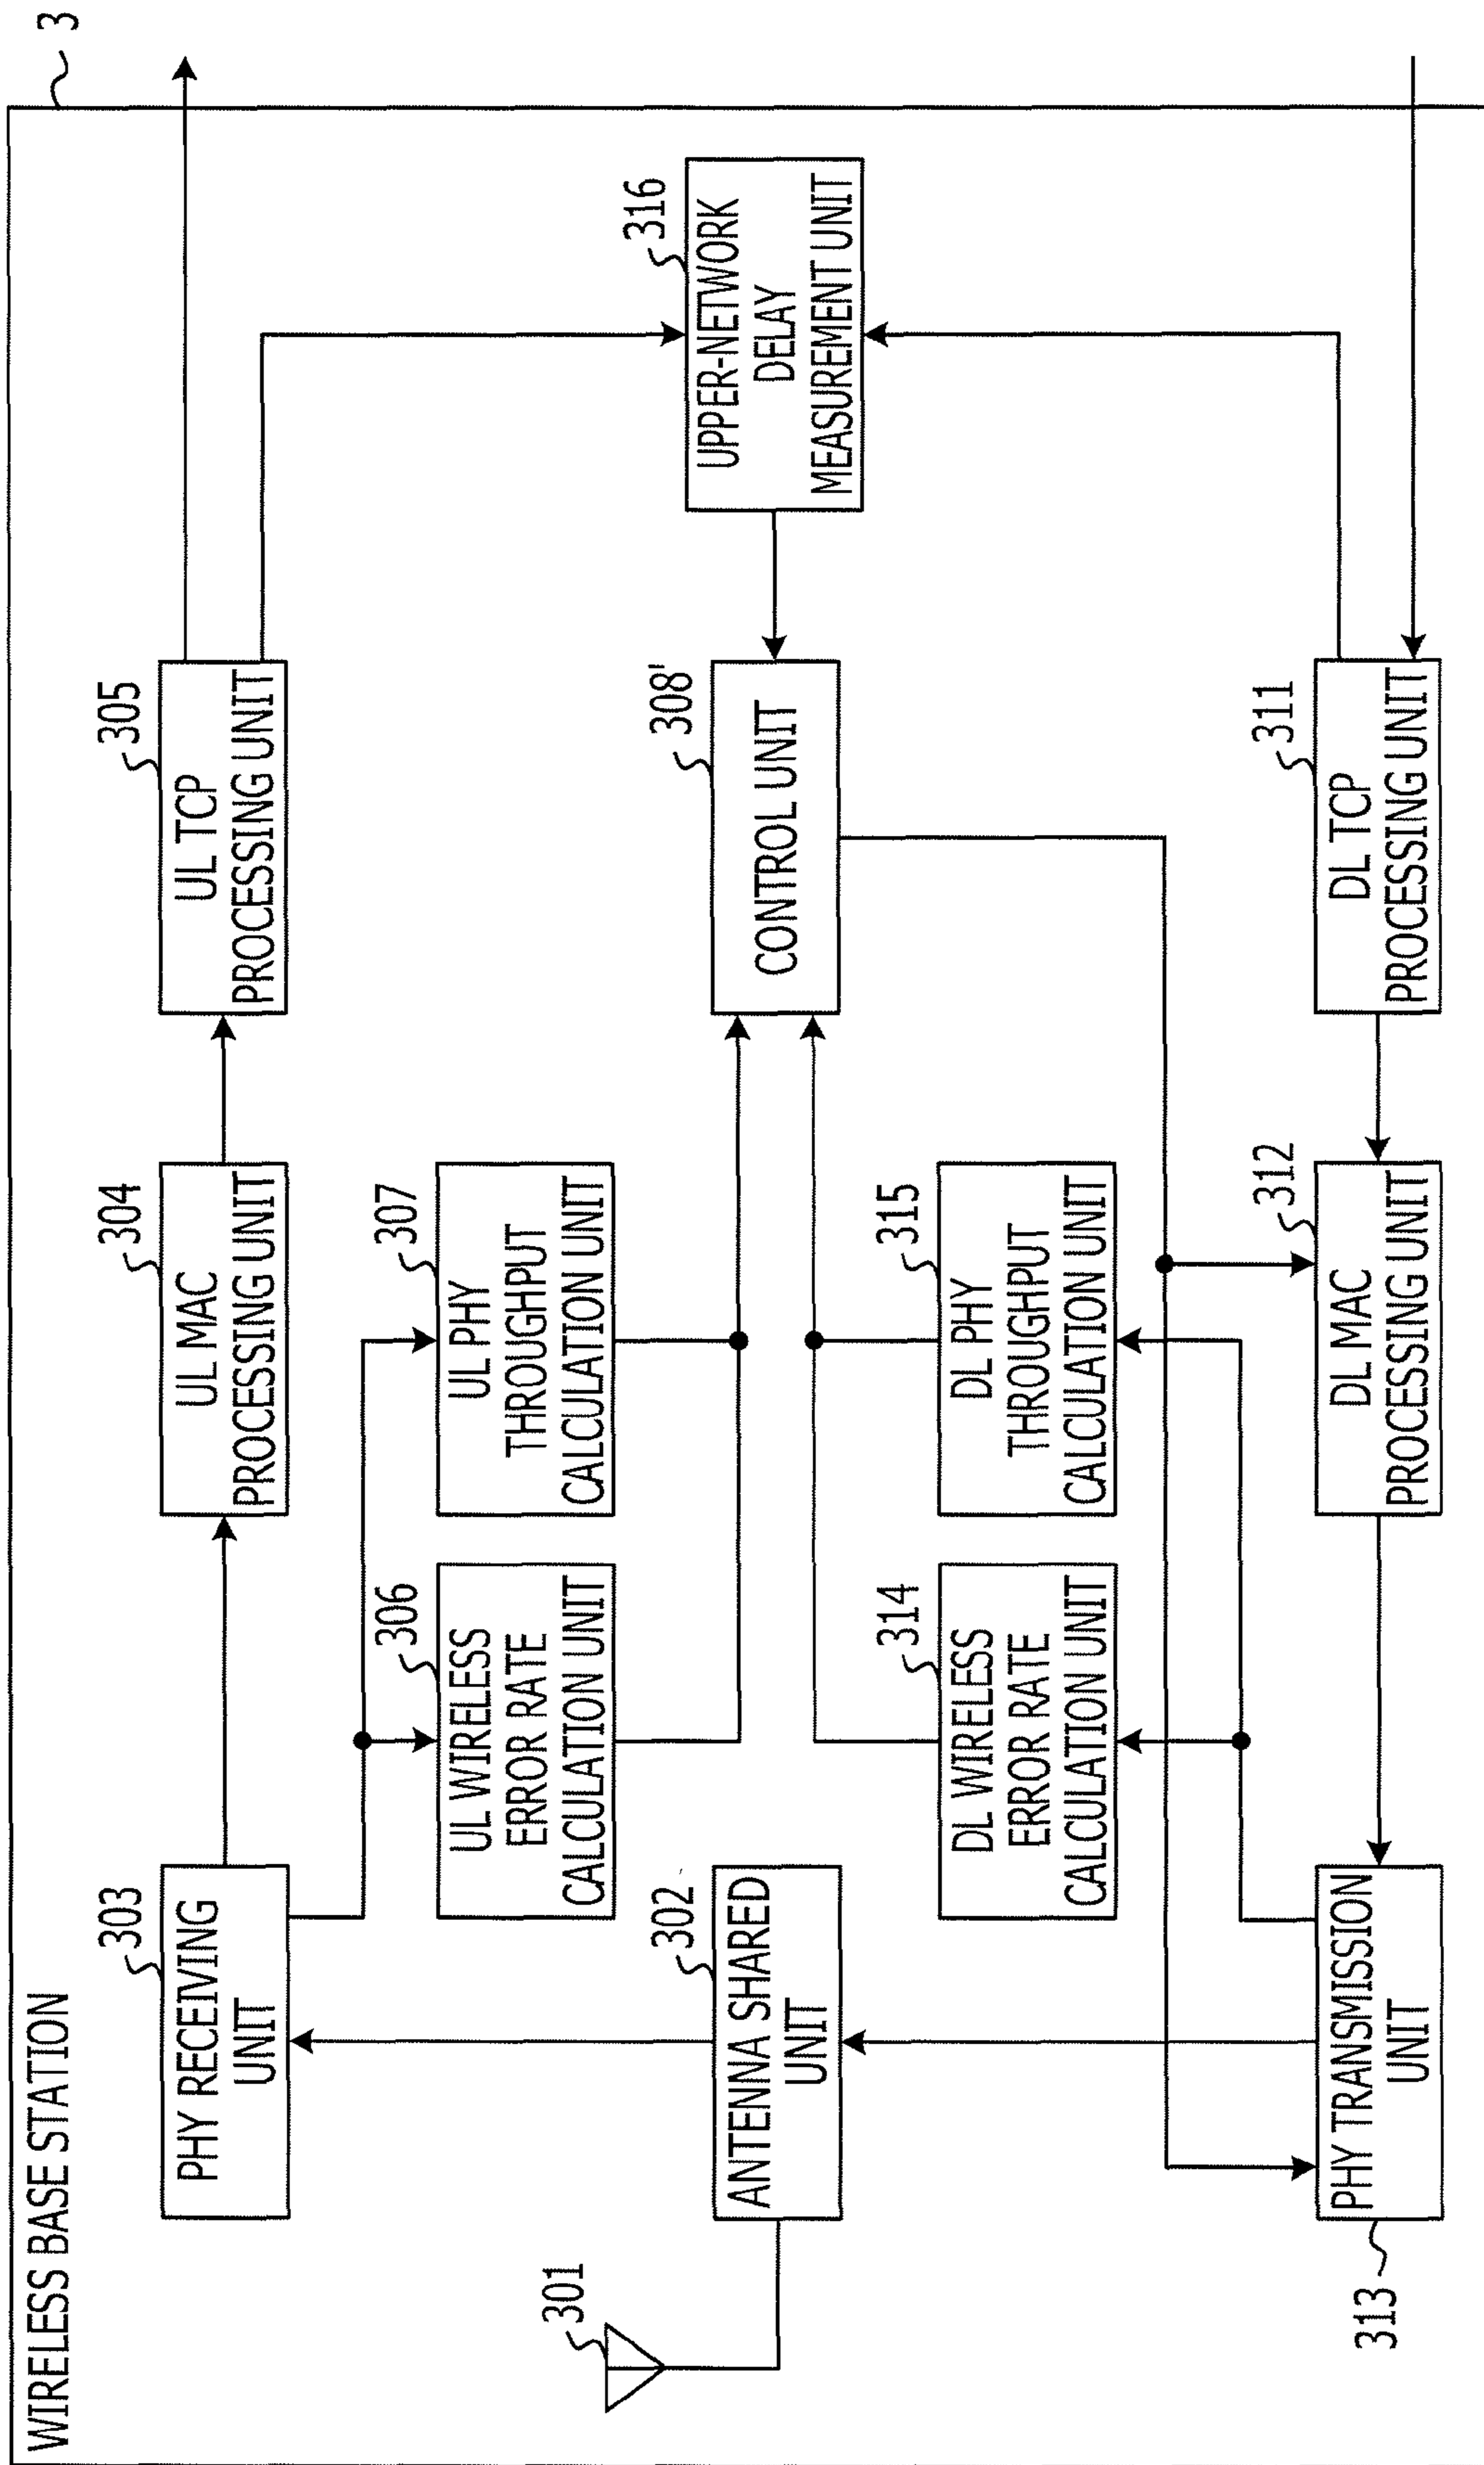 WIRELESS BASE STATION
3
303
PHY RECEIVING
UNIT
304
UL MAC
PROCESSING UNIT
305
UL TCP
PROCESSING UNIT
306
UL WIRELESS
ERROR RATE
CALCULATION UNIT
307
UL PHY
THROUGHPUT
CALCULATION UNIT
301
302
ANTENNA SHARED
UNIT
308'
CONTROL UNIT
316
UPPER-NETWORK
DELAY
MEASUREMENT UNIT
314
DL WIRELESS
ERROR RATE
CALCULATION UNIT
315
DL PHY
THROUGHPUT
CALCULATION UNIT
313
PHY TRANSMISSION
UNIT
312
DL MAC
PROCESSING UNIT
311
DL TCP
PROCESSING UNIT